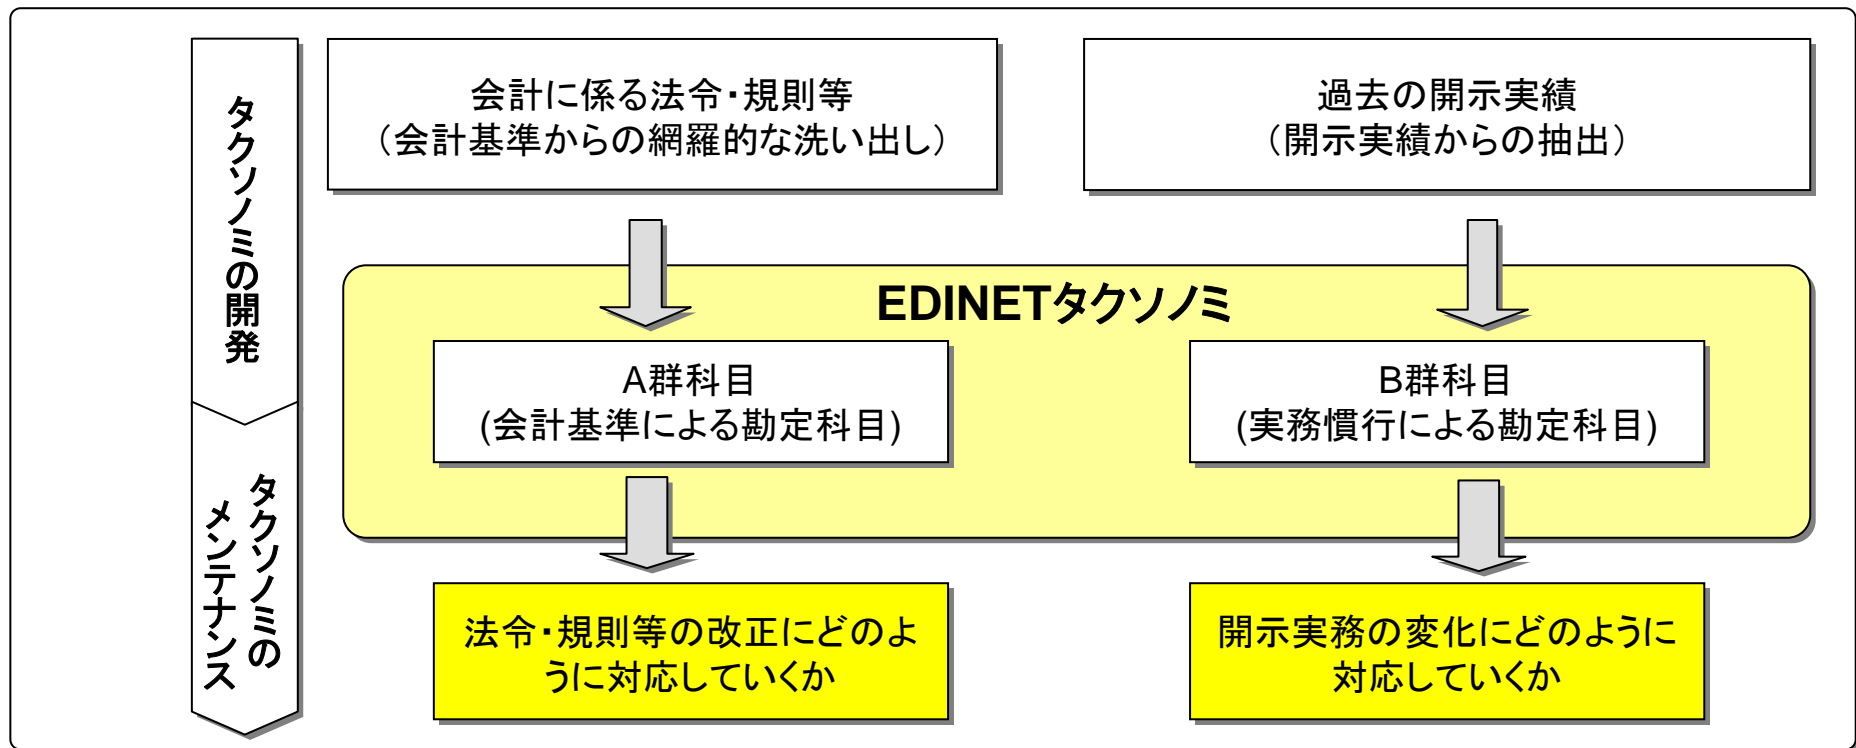 タクソノミの開発
会計に係る法令・規則等
（会計基準からの網羅的な洗い出し）
過去の開示実績
（開示実績からの抽出）
EDINETタクソノミ
A群科目
(会計基準による勘定科目)
B群科目
(実務慣行による勘定科目)
タクソノミの
メンテナンス
法令・規則等の改正にどのよ
うに対応していくか
開示実務の変化にどのように
対応していくか